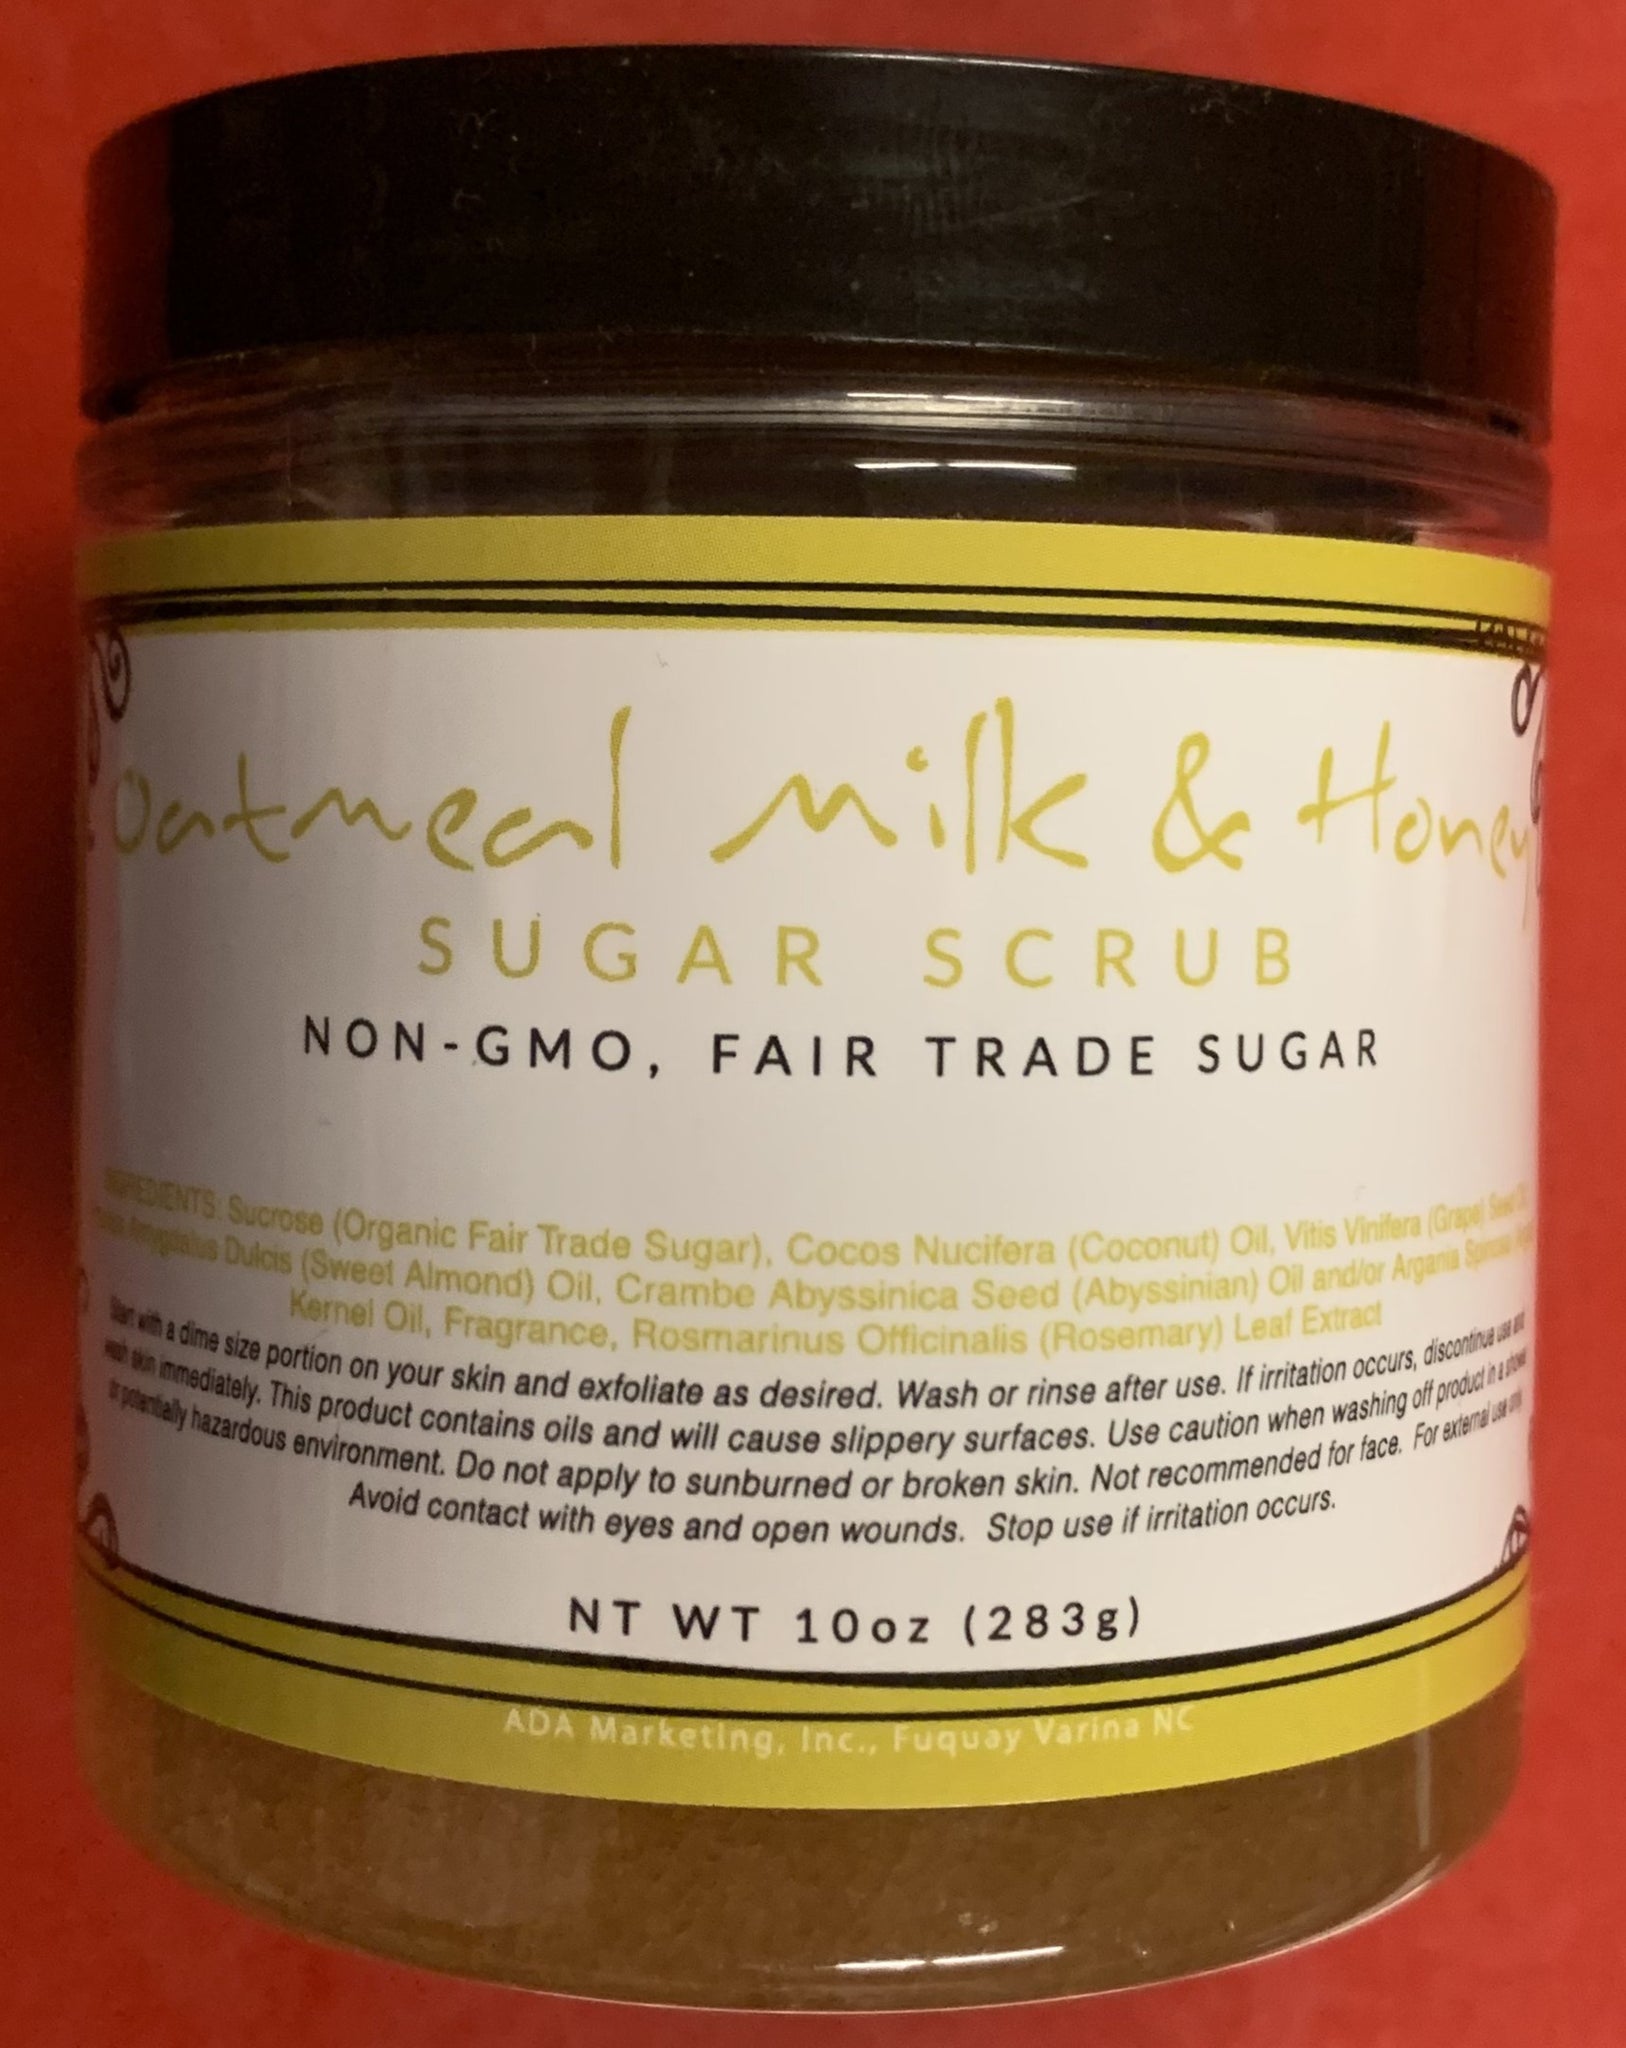 Oatmeal Milk & Honey
SUGAR SCRUB
NON-GMO, FAIR TRADE SUGAR
INGREDIENTS: Sucrose (Organic Fair Trade Sugar), Cocos Nucifera (Coconut) Oil, Vitis Vinifera (Grape) Seed
Amygdalus Dulcis (Sweet Almond) Oil, Crambe Abyssinica Seed (Abyssinian) Oil and/or Argania Spinosa
Kernel Oil, Fragrance, Rosmarinus Officinalis (Rosemary) Leaf Extract
Start with a dime size portion on your skin and exfoliate as desired. Wash or rinse after use. If irritation occurs, discontinue use and
wash skin immediately. This product contains oils and will cause slippery surfaces. Use caution when washing off product in a shower
or potentially hazardous environment. Do not apply to sunburned or broken skin. Not recommended for face. For external use only.
Avoid contact with eyes and open wounds. Stop use if irritation occurs.
NT WT 10oz (283g)
ADA Marketing, Inc., Fuquay Varina NC